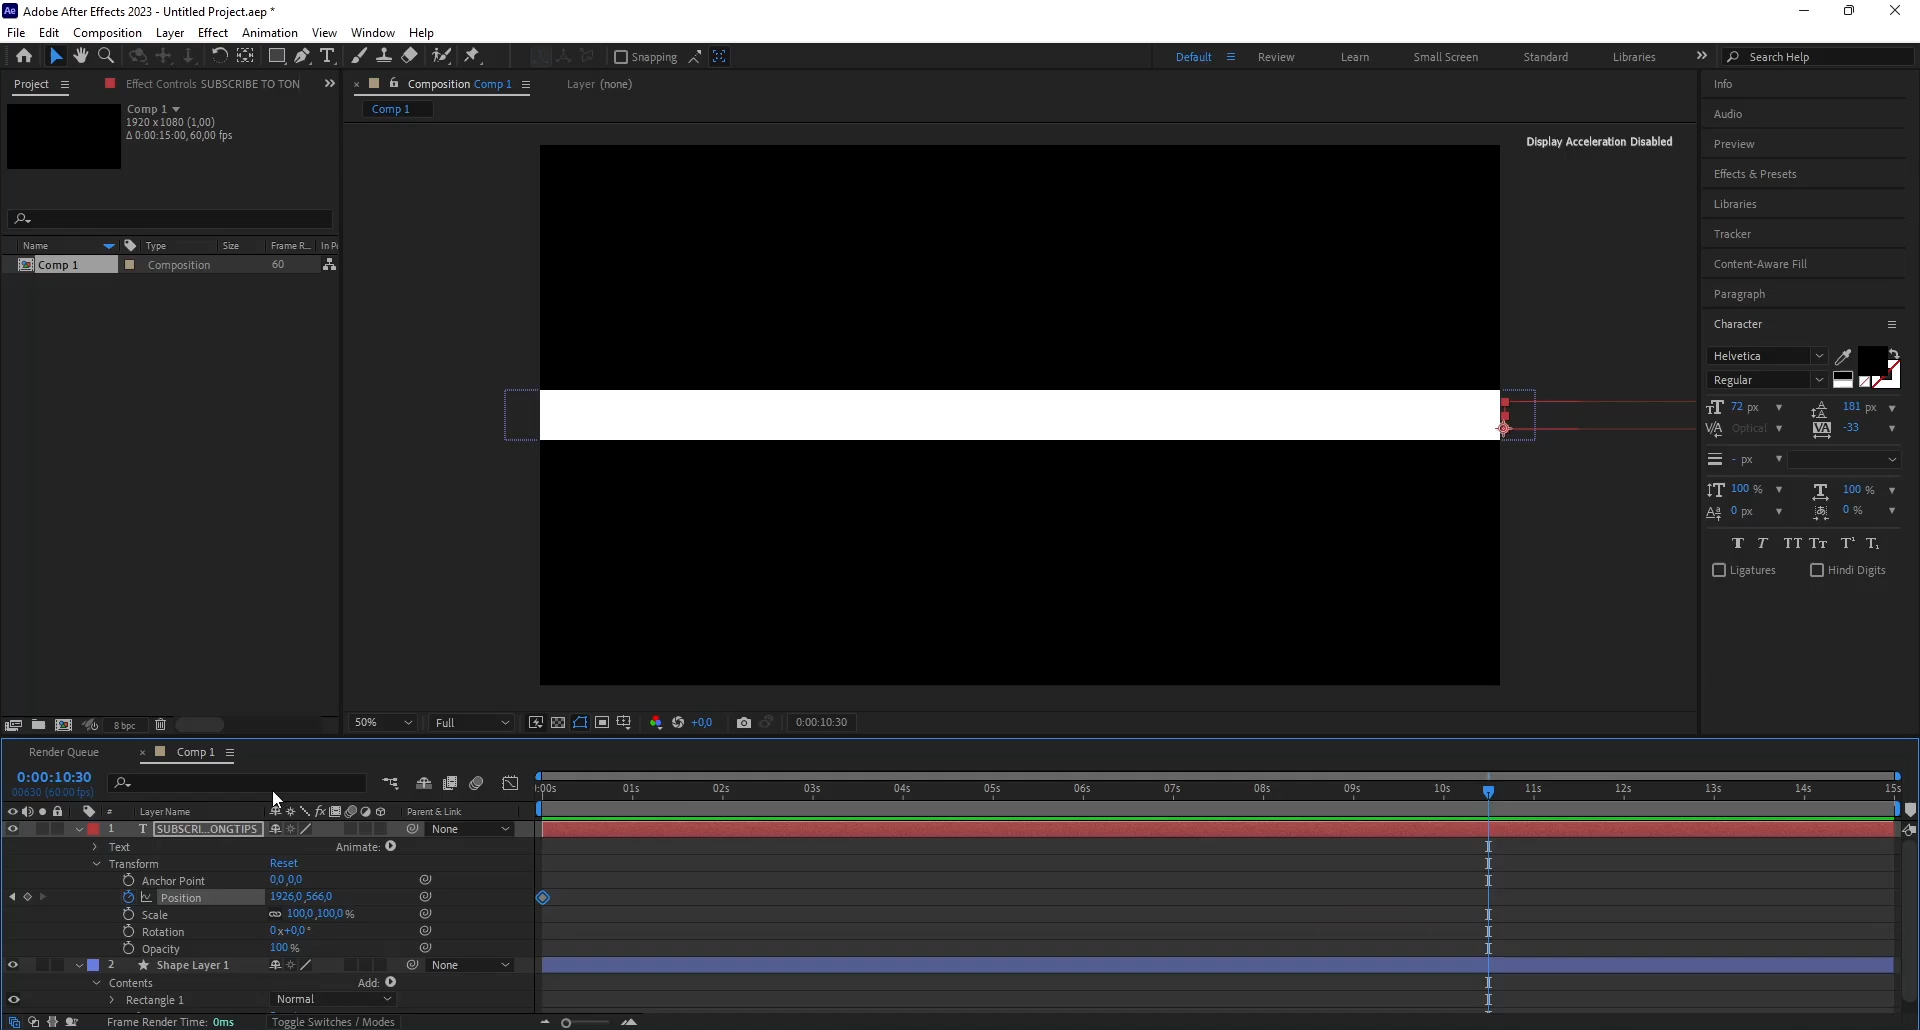 Adobe After Effects 2023 - Untitled Project.aep *
File Edit Composition Layer Effect Animation View Window Help
Snapping Default Review Learn Small Screen Standard Libraries Search Help
Project Effect Controls SUBSCRIBE TO TON
Composition Comp 1 Layer (none)
Comp 1
Comp 1
1920 x 1080 (1,00)
Δ 0:00:15:00, 60,00 fps
Display Acceleration Disabled
Name Type Size Frame R... In P
Comp 1 Composition 60
8 bpc
50% Full +0,0 0:00:10:30
Info
Audio
Preview
Effects & Presets
Libraries
Tracker
Content-Aware Fill
Paragraph
Character
Helvetica
Regular
72 px 181 px
Optical -33
- px
100 % 100 %
0 px 0 %
T T TT Tт T¹ T₁
Ligatures Hindi Digits
Render Queue Comp 1
0:00:10:30
00630 (60.00 fps)
:00s 01s 02s 03s 04s 05s 06s 07s 08s 09s 10s 11s 12s 13s 14s 15s
# Layer Name Parent & Link
1 T SUBSCRI...ONGTIPS None
Text Animate:
Transform Reset
Anchor Point 0,0,0,0
Position 1926,0,566,0
Scale 100,0,100,0 %
Rotation 0x+0,0°
Opacity 100 %
2 Shape Layer 1 None
Contents Add:
Rectangle 1 Normal
Frame Render Time: 0ms Toggle Switches / Modes